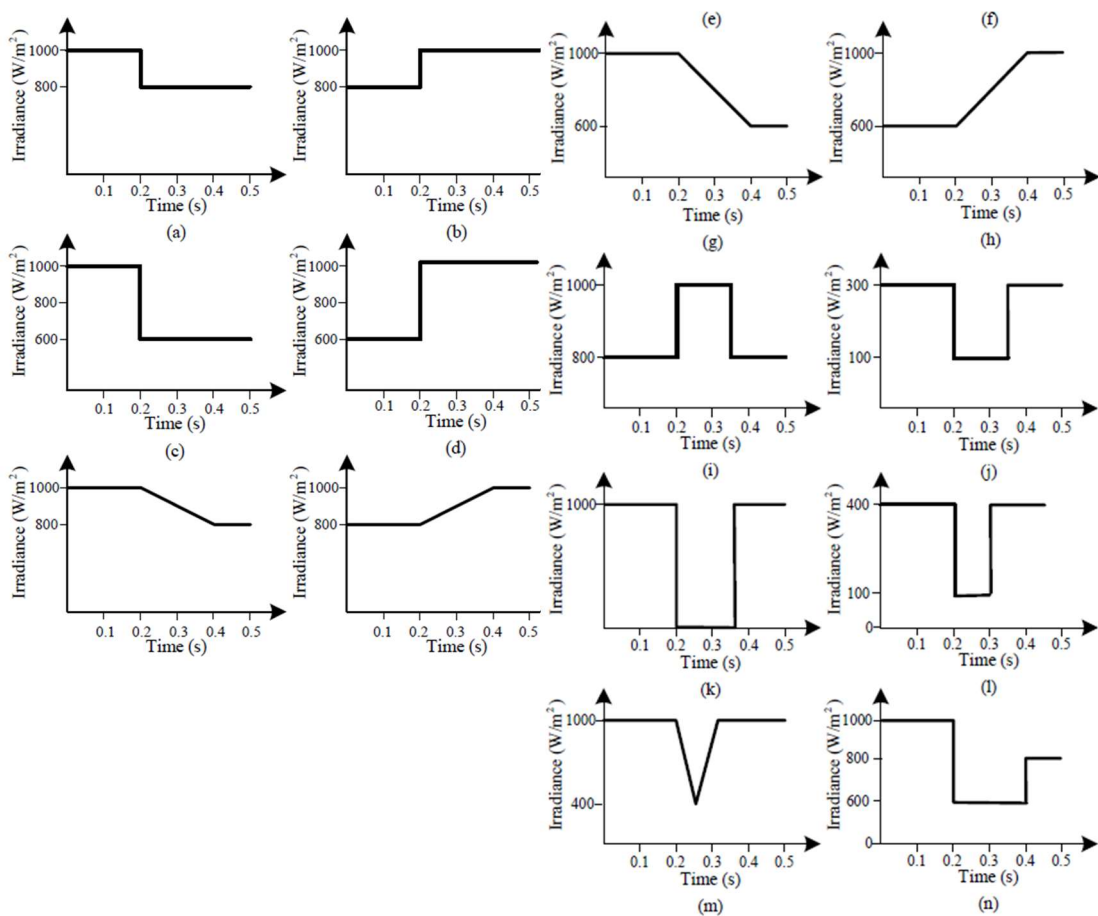 Irradiance (W/m²)
1000
800
0.1 0.2 0.3 0.4 0.5
Time (s)
(a)
Irradiance (W/m²)
1000
800
0.1 0.2 0.3 0.4 0.5
Time (s)
(b)
Irradiance (W/m²)
1000
800
600
0.1 0.2 0.3 0.4 0.5
Time (s)
(c)
Irradiance (W/m²)
1000
800
600
0.1 0.2 0.3 0.4 0.5
Time (s)
(d)
Irradiance (W/m²)
1000
800
0.1 0.2 0.3 0.4 0.5
Time (s)
Irradiance (W/m²)
1000
800
0.1 0.2 0.3 0.4 0.5
Time (s)
(e)
(f)
Irradiance (W/m²)
1000
600
0.1 0.2 0.3 0.4 0.5
Time (s)
(g)
Irradiance (W/m²)
1000
600
0.1 0.2 0.3 0.4 0.5
Time (s)
(h)
Irradiance (W/m²)
1000
800
0.1 0.2 0.3 0.4 0.5
Time (s)
(i)
Irradiance (W/m²)
300
100
0.1 0.2 0.3 0.4 0.5
Time (s)
(j)
Irradiance (W/m²)
1000
0.1 0.2 0.3 0.4 0.5
Time (s)
(k)
Irradiance (W/m²)
400
100
0
0.1 0.2 0.3 0.4 0.5
Time (s)
(l)
Irradiance (W/m²)
1000
400
0.1 0.2 0.3 0.4 0.5
Time (s)
(m)
Irradiance (W/m²)
1000
800
600
0
0.1 0.2 0.3 0.4 0.5
Time (s)
(n)